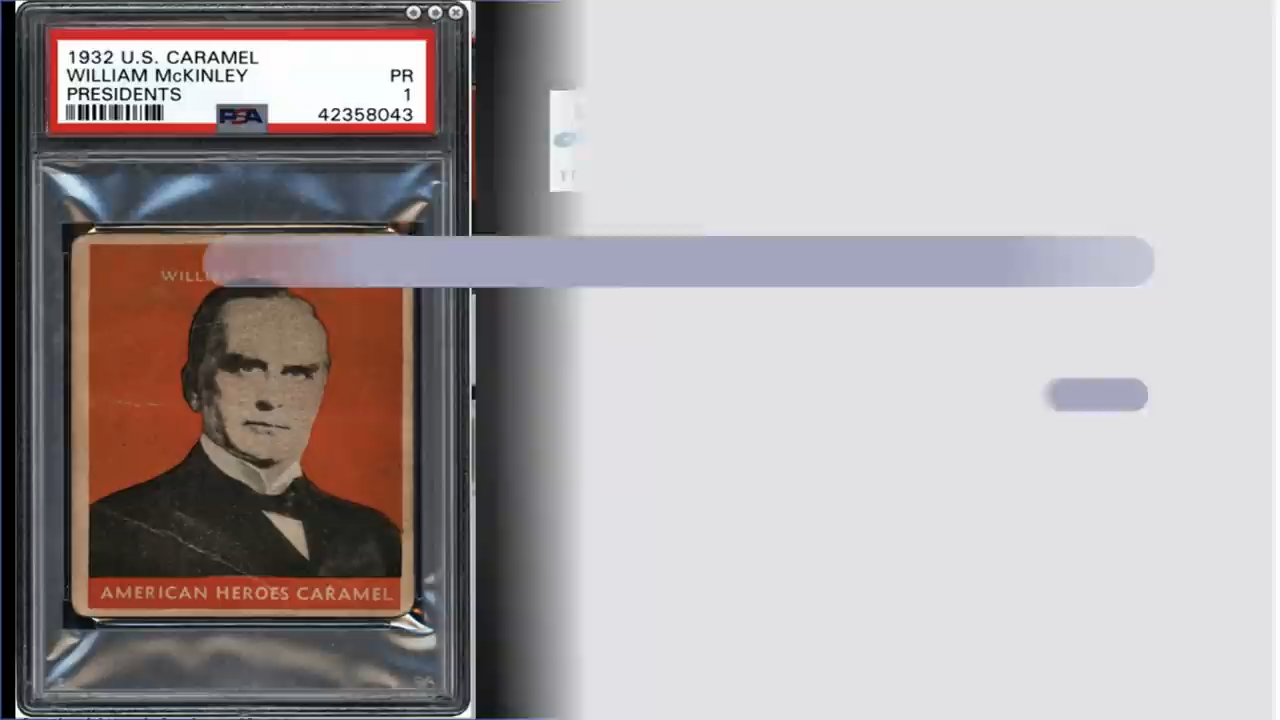 1932 U.S. CARAMEL
WILLIAM McKINLEY PR
PRESIDENTS 1
PSA 42358043
AMERICAN HEROES CARAMEL